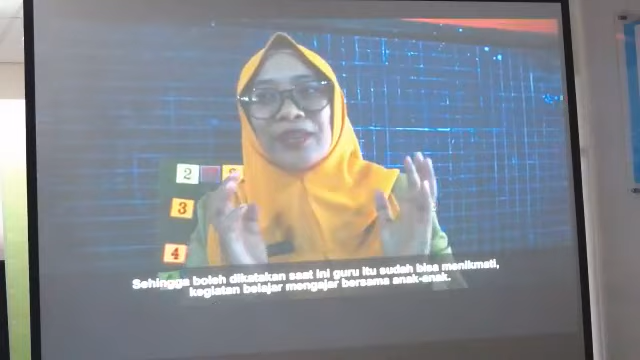 2
3
4
Sehingga boleh dikatakan saat ini guru itu sudah bisa menikmati,
kegiatan belajar mengajar bersama anak-anak.